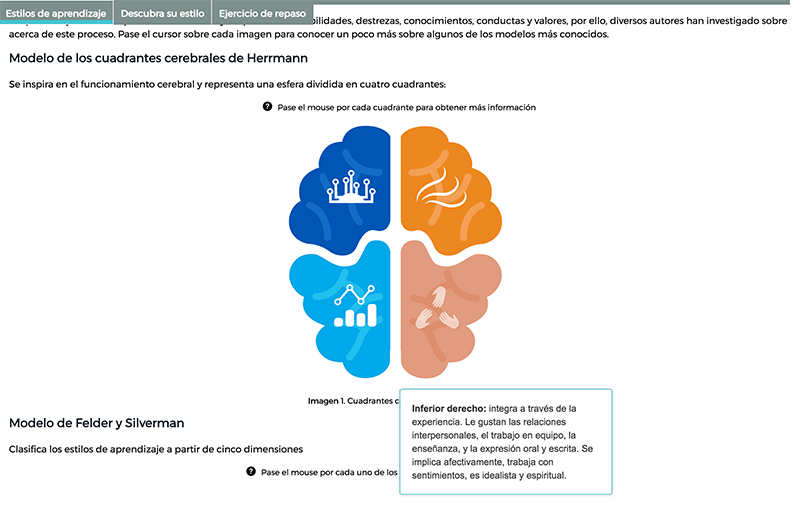 Estilos de aprendizaje Descubra su estilo Ejercicio de repaso
destrezas, conocimientos, conductas y valores, por ello, diversos autores han investigado sobre
acerca de este proceso. Pase el cursor sobre cada imagen para conocer un poco más sobre algunos de los modelos más conocidos.
Modelo de los cuadrantes cerebrales de Herrmann
Se inspira en el funcionamiento cerebral y representa una esfera dividida en cuatro cuadrantes:
? Pase el mouse por cada cuadrante para obtener más información
Imagen 1. Cuadrantes
Inferior derecho: integra a través de la
experiencia. Le gustan las relaciones
interpersonales, el trabajo en equipo, la
enseñanza, y la expresión oral y escrita. Se
implica afectivamente, trabaja con
sentimientos, es idealista y espiritual.
Modelo de Felder y Silverman
Clasifica los estilos de aprendizaje a partir de cinco dimensiones
? Pase el mouse por cada uno de los